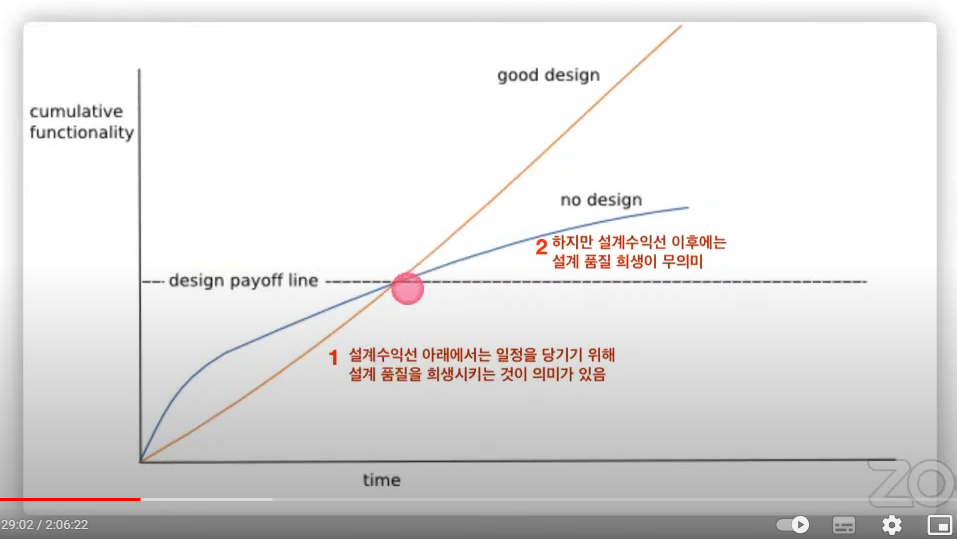 good design
cumulative
functionality
no design
2 하지만 설계수익선 이후에는
설계 품질 희생이 무의미
design payoff line
1 설계수익선 아래에서는 일정을 당기기 위해
설계 품질을 희생시키는 것이 의미가 있음
time
ZO
29:02 / 2:06:22